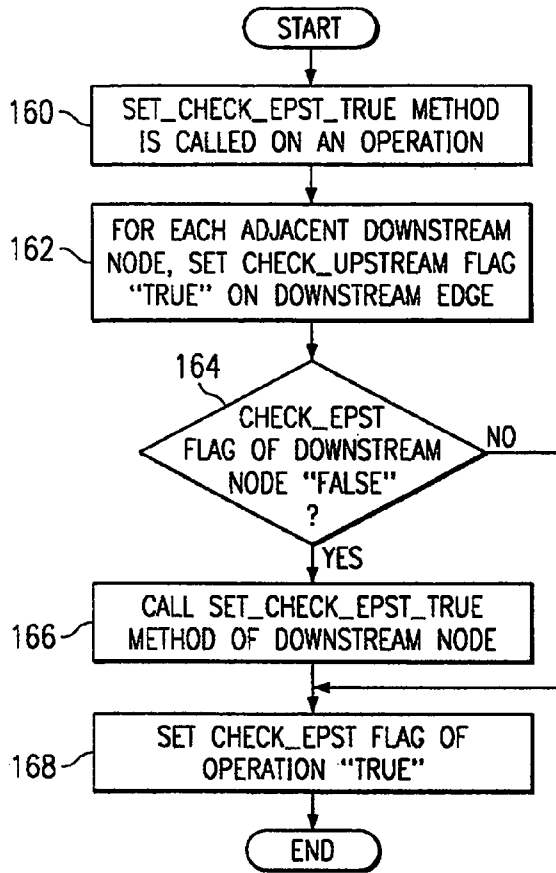 START
160
SET_CHECK_EPST_TRUE METHOD
IS CALLED ON AN OPERATION
162
FOR EACH ADJACENT DOWNSTREAM
NODE, SET CHECK_UPSTREAM FLAG
"TRUE" ON DOWNSTREAM EDGE
164
CHECK_EPST
FLAG OF DOWNSTREAM
NODE "FALSE"
?
NO
YES
166
CALL SET_CHECK_EPST_TRUE
METHOD OF DOWNSTREAM NODE
168
SET CHECK_EPST FLAG OF
OPERATION "TRUE"
END